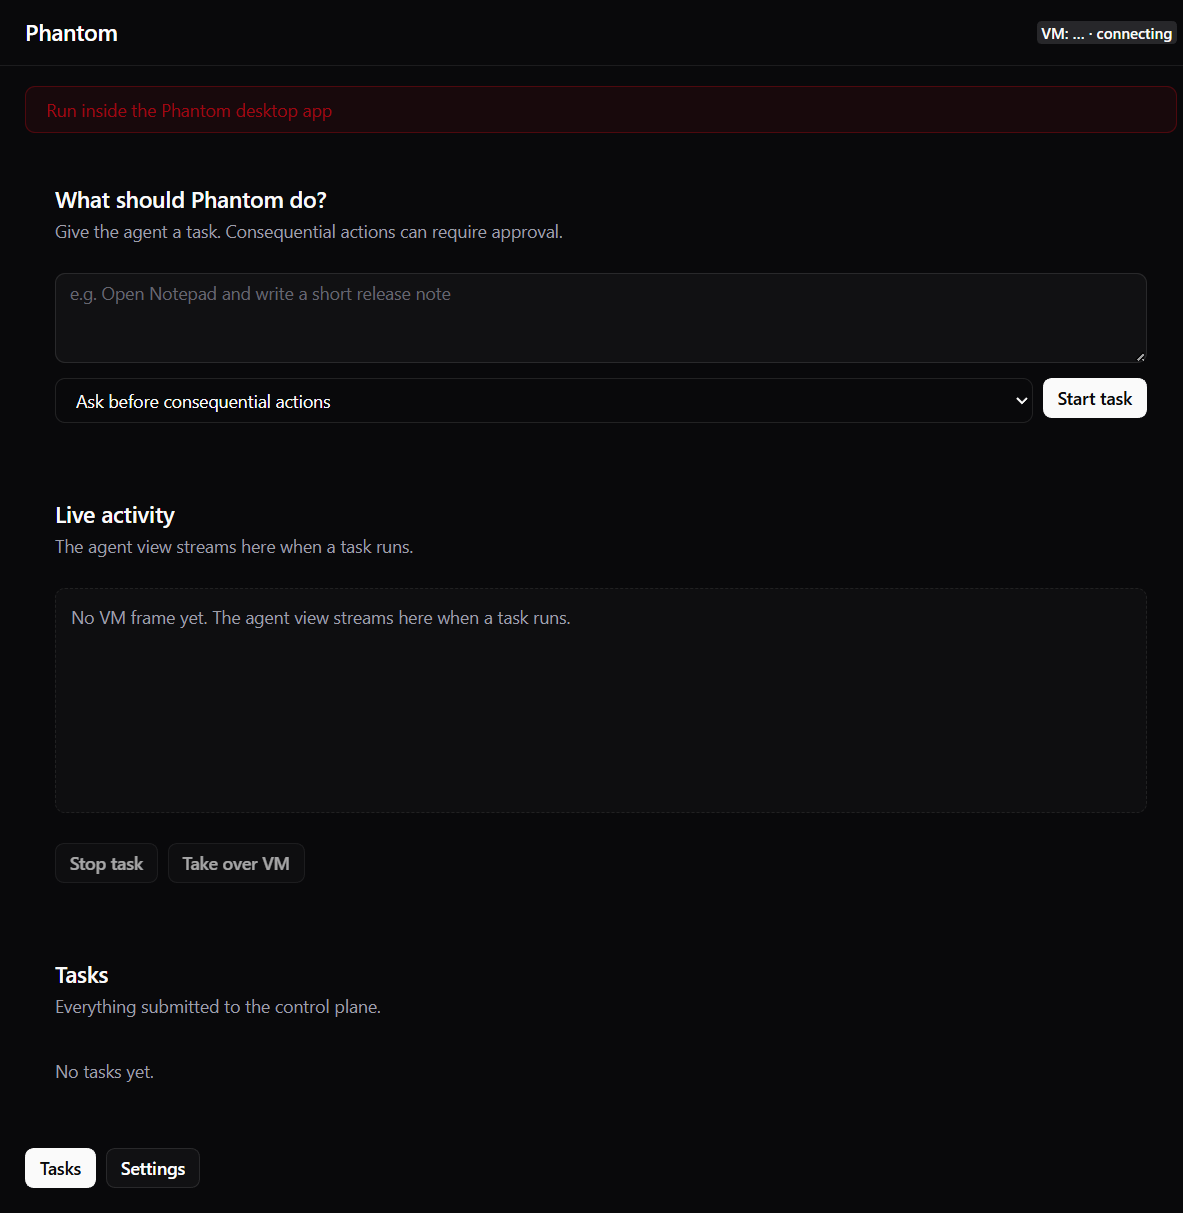 Phantom
VM: ... · connecting
Run inside the Phantom desktop app
What should Phantom do?
Give the agent a task. Consequential actions can require approval.
e.g. Open Notepad and write a short release note
Ask before consequential actions
Start task
Live activity
The agent view streams here when a task runs.
No VM frame yet. The agent view streams here when a task runs.
Stop task
Take over VM
Tasks
Everything submitted to the control plane.
No tasks yet.
Tasks
Settings